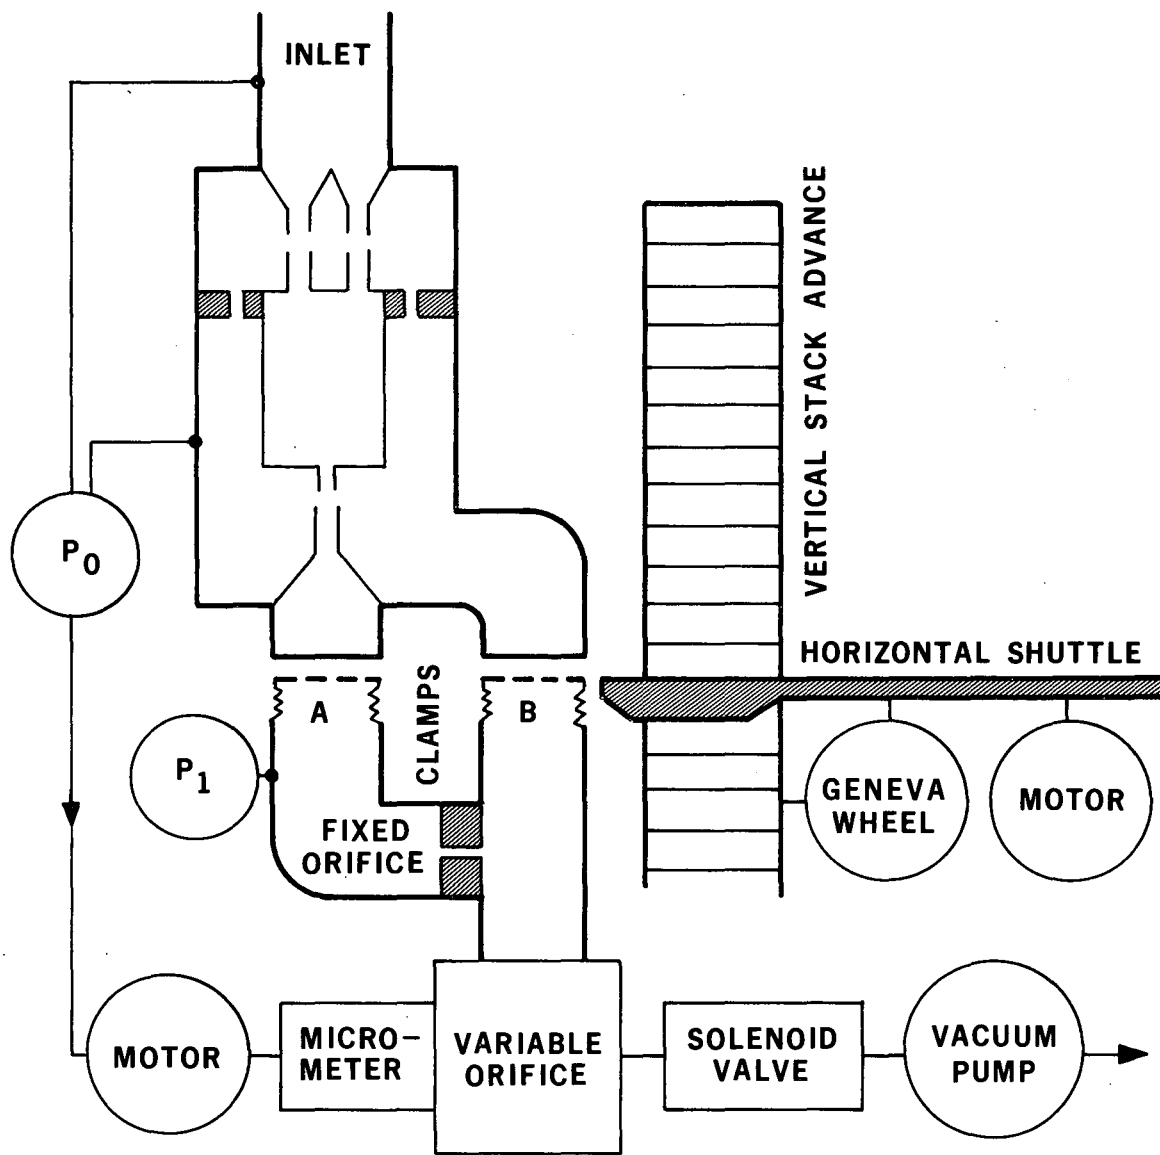 INLET
VERTICAL STACK ADVANCE
P0
HORIZONTAL SHUTTLE
CLAMPS
A
B
P1
GENEVA
WHEEL
MOTOR
FIXED
ORIFICE
MOTOR
MICRO-
METER
VARIABLE
ORIFICE
SOLENOID
VALVE
VACUUM
PUMP